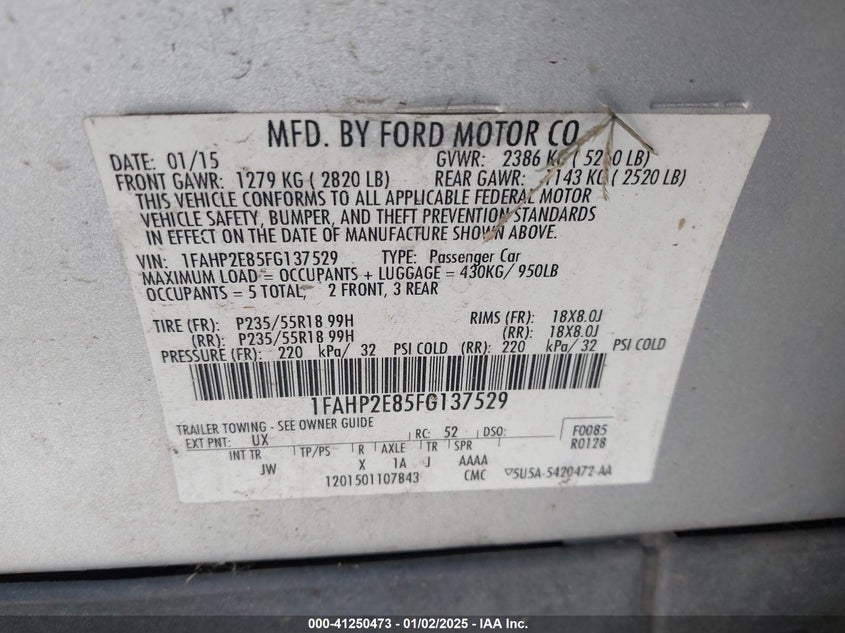 MFD. BY FORD MOTOR CO
DATE: 01/15 GVWR: 2386 KG ( LB)
FRONT GAWR: 1279 KG ( 2820 LB) REAR GAWR: 1143 KG ( 2520 LB)
THIS VEHICLE CONFORMS TO ALL APPLICABLE FEDERAL MOTOR
VEHICLE SAFETY, BUMPER, AND THEFT PREVENTION STANDARDS
IN EFFECT ON THE DATE OF MANUFACTURE SHOWN ABOVE.
VIN: 1FAHP2E85FG137529 TYPE: Passenger Car
MAXIMUM LOAD = OCCUPANTS + LUGGAGE = 430KG/ 950LB
OCCUPANTS = 5 TOTAL, 2 FRONT, 3 REAR
TIRE (FR): P235/55R18 99H RIMS (FR): 18X8.0J
(RR): P235/55R18 99H (RR): 18X8.0J
PRESSURE (FR): 220 kPa/ 32 PSI COLD (RR): 220 kPa/ 32 PSI COLD
1FAHP2E85FG137529
TRAILER TOWING - SEE OWNER GUIDE
EXT PNT: UX RC: 52 DSO: F0085
R0128
INT TR TP/PS R AXLE TR SPR
JW X 1A J AAAA
1201501107843 CMC ▽5U5A-5420472-AA
000-41250473 - 01/02/2025 - IAA Inc.